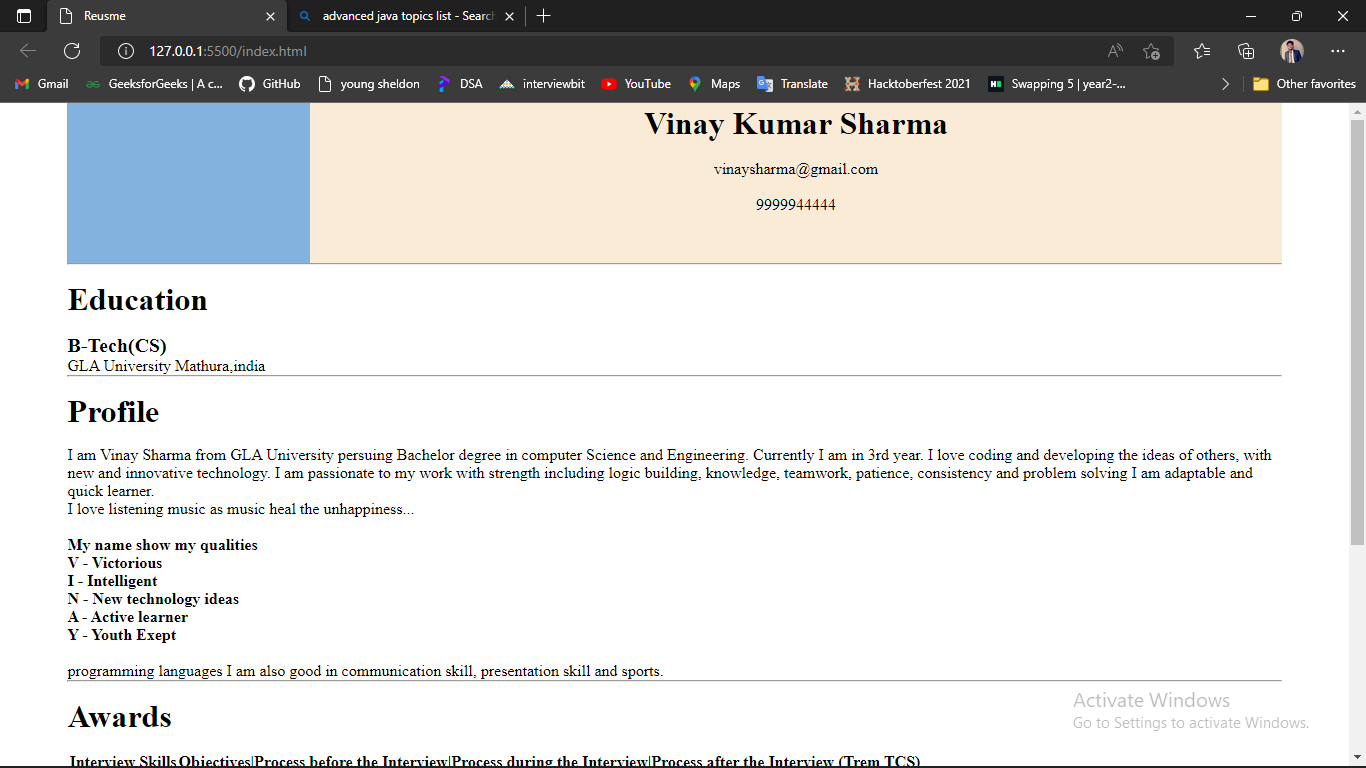 Reusme
advanced java topics list - Search
127.0.0.1:5500/index.html
Gmail
GeeksforGeeks | A c...
GitHub
young sheldon
DSA
interviewbit
YouTube
Maps
Translate
Hacktoberfest 2021
Swapping 5 | year2-...
Other favorites
Vinay Kumar Sharma
vinaysharma@gmail.com
9999944444
Education
B-Tech(CS)
GLA University Mathura,india
Profile
I am Vinay Sharma from GLA University persuing Bachelor degree in computer Science and Engineering. Currently I am in 3rd year. I love coding and developing the ideas of others, with
new and innovative technology. I am passionate to my work with strength including logic building, knowledge, teamwork, patience, consistency and problem solving I am adaptable and
quick learner.
I love listening music as music heal the unhappiness...
My name show my qualities
V - Victorious
I - Intelligent
N - New technology ideas
A - Active learner
Y - Youth Exept
programming languages I am also good in communication skill, presentation skill and sports.
Activate Windows
Go to Settings to activate Windows.
Awards
Interview Skills Objectives|Process before the Interview|Process during the Interview|Process after the Interview (Trem TCS)